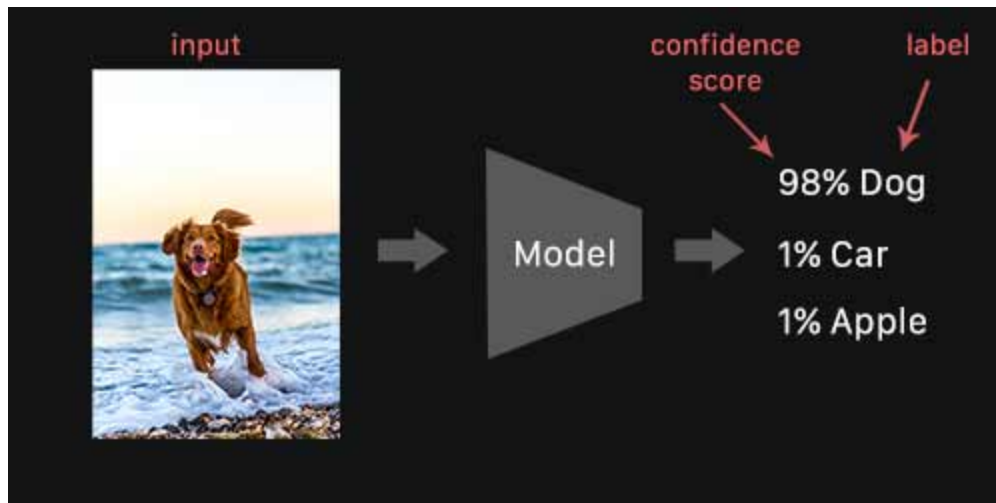 input
confidence
score
label
Model
98% Dog
1% Car
1% Apple